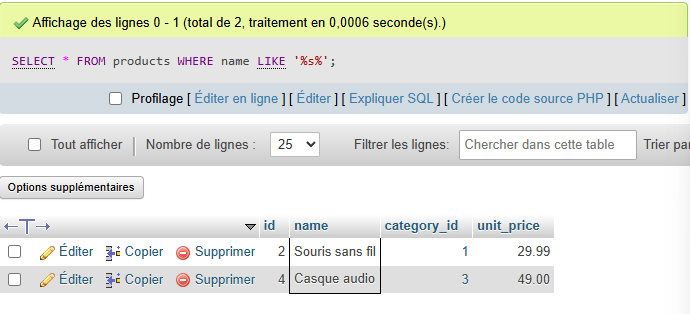 Affichage des lignes 0 - 1 (total de 2, traitement en 0,0006 seconde(s).)
SELECT * FROM products WHERE name LIKE '%s%';
Profilage [ Éditer en ligne ] [ Éditer ] [ Expliquer SQL ] [ Créer le code source PHP ] [ Actualiser ]
Tout afficher Nombre de lignes : 25 Filtrer les lignes: Chercher dans cette table Trier par
Options supplémentaires
←T→ id name category_id unit_price
Éditer Copier Supprimer 2 Souris sans fil 1 29.99
Éditer Copier Supprimer 4 Casque audio 3 49.00